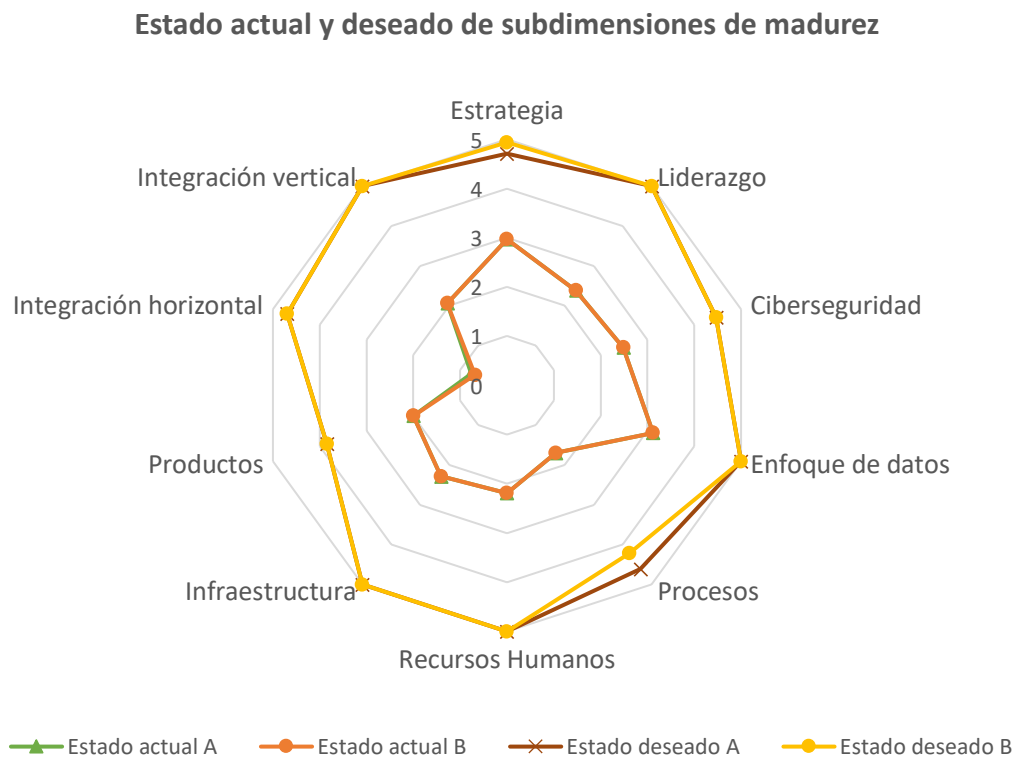 Estado actual y deseado de subdimensiones de madurez
Estrategia
Liderazgo
Ciberseguridad
Enfoque de datos
Procesos
Recursos Humanos
Infraestructura
Productos
Integración horizontal
Integración vertical
5
4
3
2
1
0
Estado actual A
Estado actual B
Estado deseado A
Estado deseado B